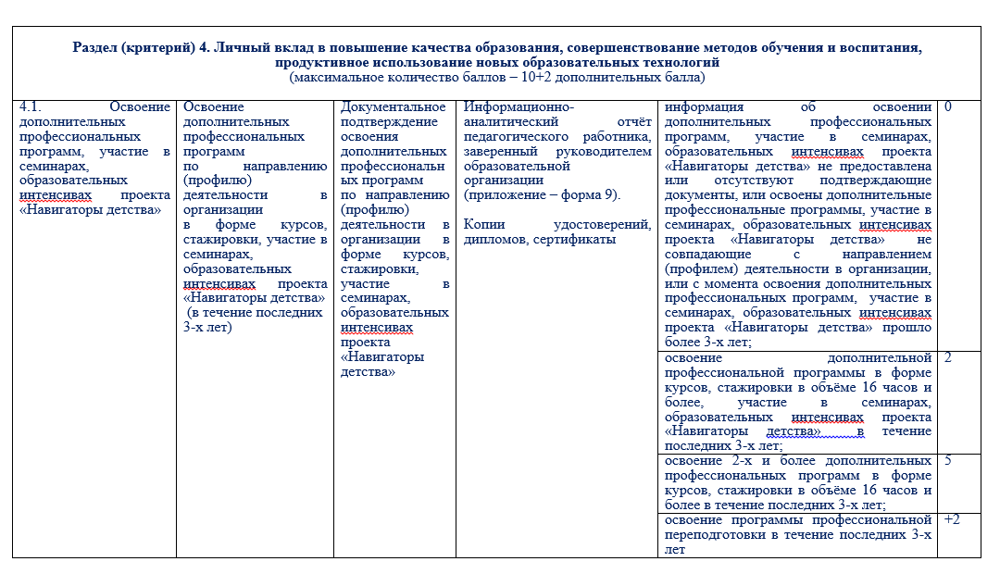 Раздел (критерий) 4. Личный вклад в повышение качества образования, совершенствование методов обучения и воспитания,
продуктивное использование новых образовательных технологий
(максимальное количество баллов – 10+2 дополнительных балла)
4.1. Освоение
дополнительных
профессиональных
программ, участие в
семинарах,
образовательных
интенсивах проекта
«Навигаторы детства»
Освоение
дополнительных
профессиональных
программ
по направлению
(профилю)
деятельности в
организации
в форме курсов,
стажировки, участие в
семинарах,
образовательных
интенсивах проекта
«Навигаторы детства»
(в течение последних
3-х лет)
Документальное
подтверждение
освоения
дополнительных
профессиональн
ых программ
по направлению
(профилю)
деятельности в
организации в
форме курсов,
стажировки,
участие в
семинарах,
образовательных
интенсивах
проекта
«Навигаторы
детства»
Информационно-
аналитический отчёт
педагогического работника,
заверенный руководителем
образовательной
организации
(приложение – форма 9).
Копии удостоверений,
дипломов, сертификаты
информация об освоении
дополнительных профессиональных
программ, участие в семинарах,
образовательных интенсивах проекта
«Навигаторы детства» не предоставлена
или отсутствуют подтверждающие
документы, или освоены дополнительные
профессиональные программы, участие в
семинарах, образовательных интенсивах
проекта «Навигаторы детства» не
совпадающие с направлением
(профилем) деятельности в организации,
или с момента освоения дополнительных
профессиональных программ, участие в
семинарах, образовательных интенсивах
проекта «Навигаторы детства» прошло
более 3-х лет;
0
освоение дополнительной
профессиональной программы в форме
курсов, стажировки в объёме 16 часов и
более, участие в семинарах,
образовательных интенсивах проекта
«Навигаторы детства» в течение
последних 3-х лет;
2
освоение 2-х и более дополнительных
профессиональных программ в форме
курсов, стажировки в объёме 16 часов и
более в течение последних 3-х лет;
5
освоение программы профессиональной
переподготовки в течение последних 3-х
лет
+2